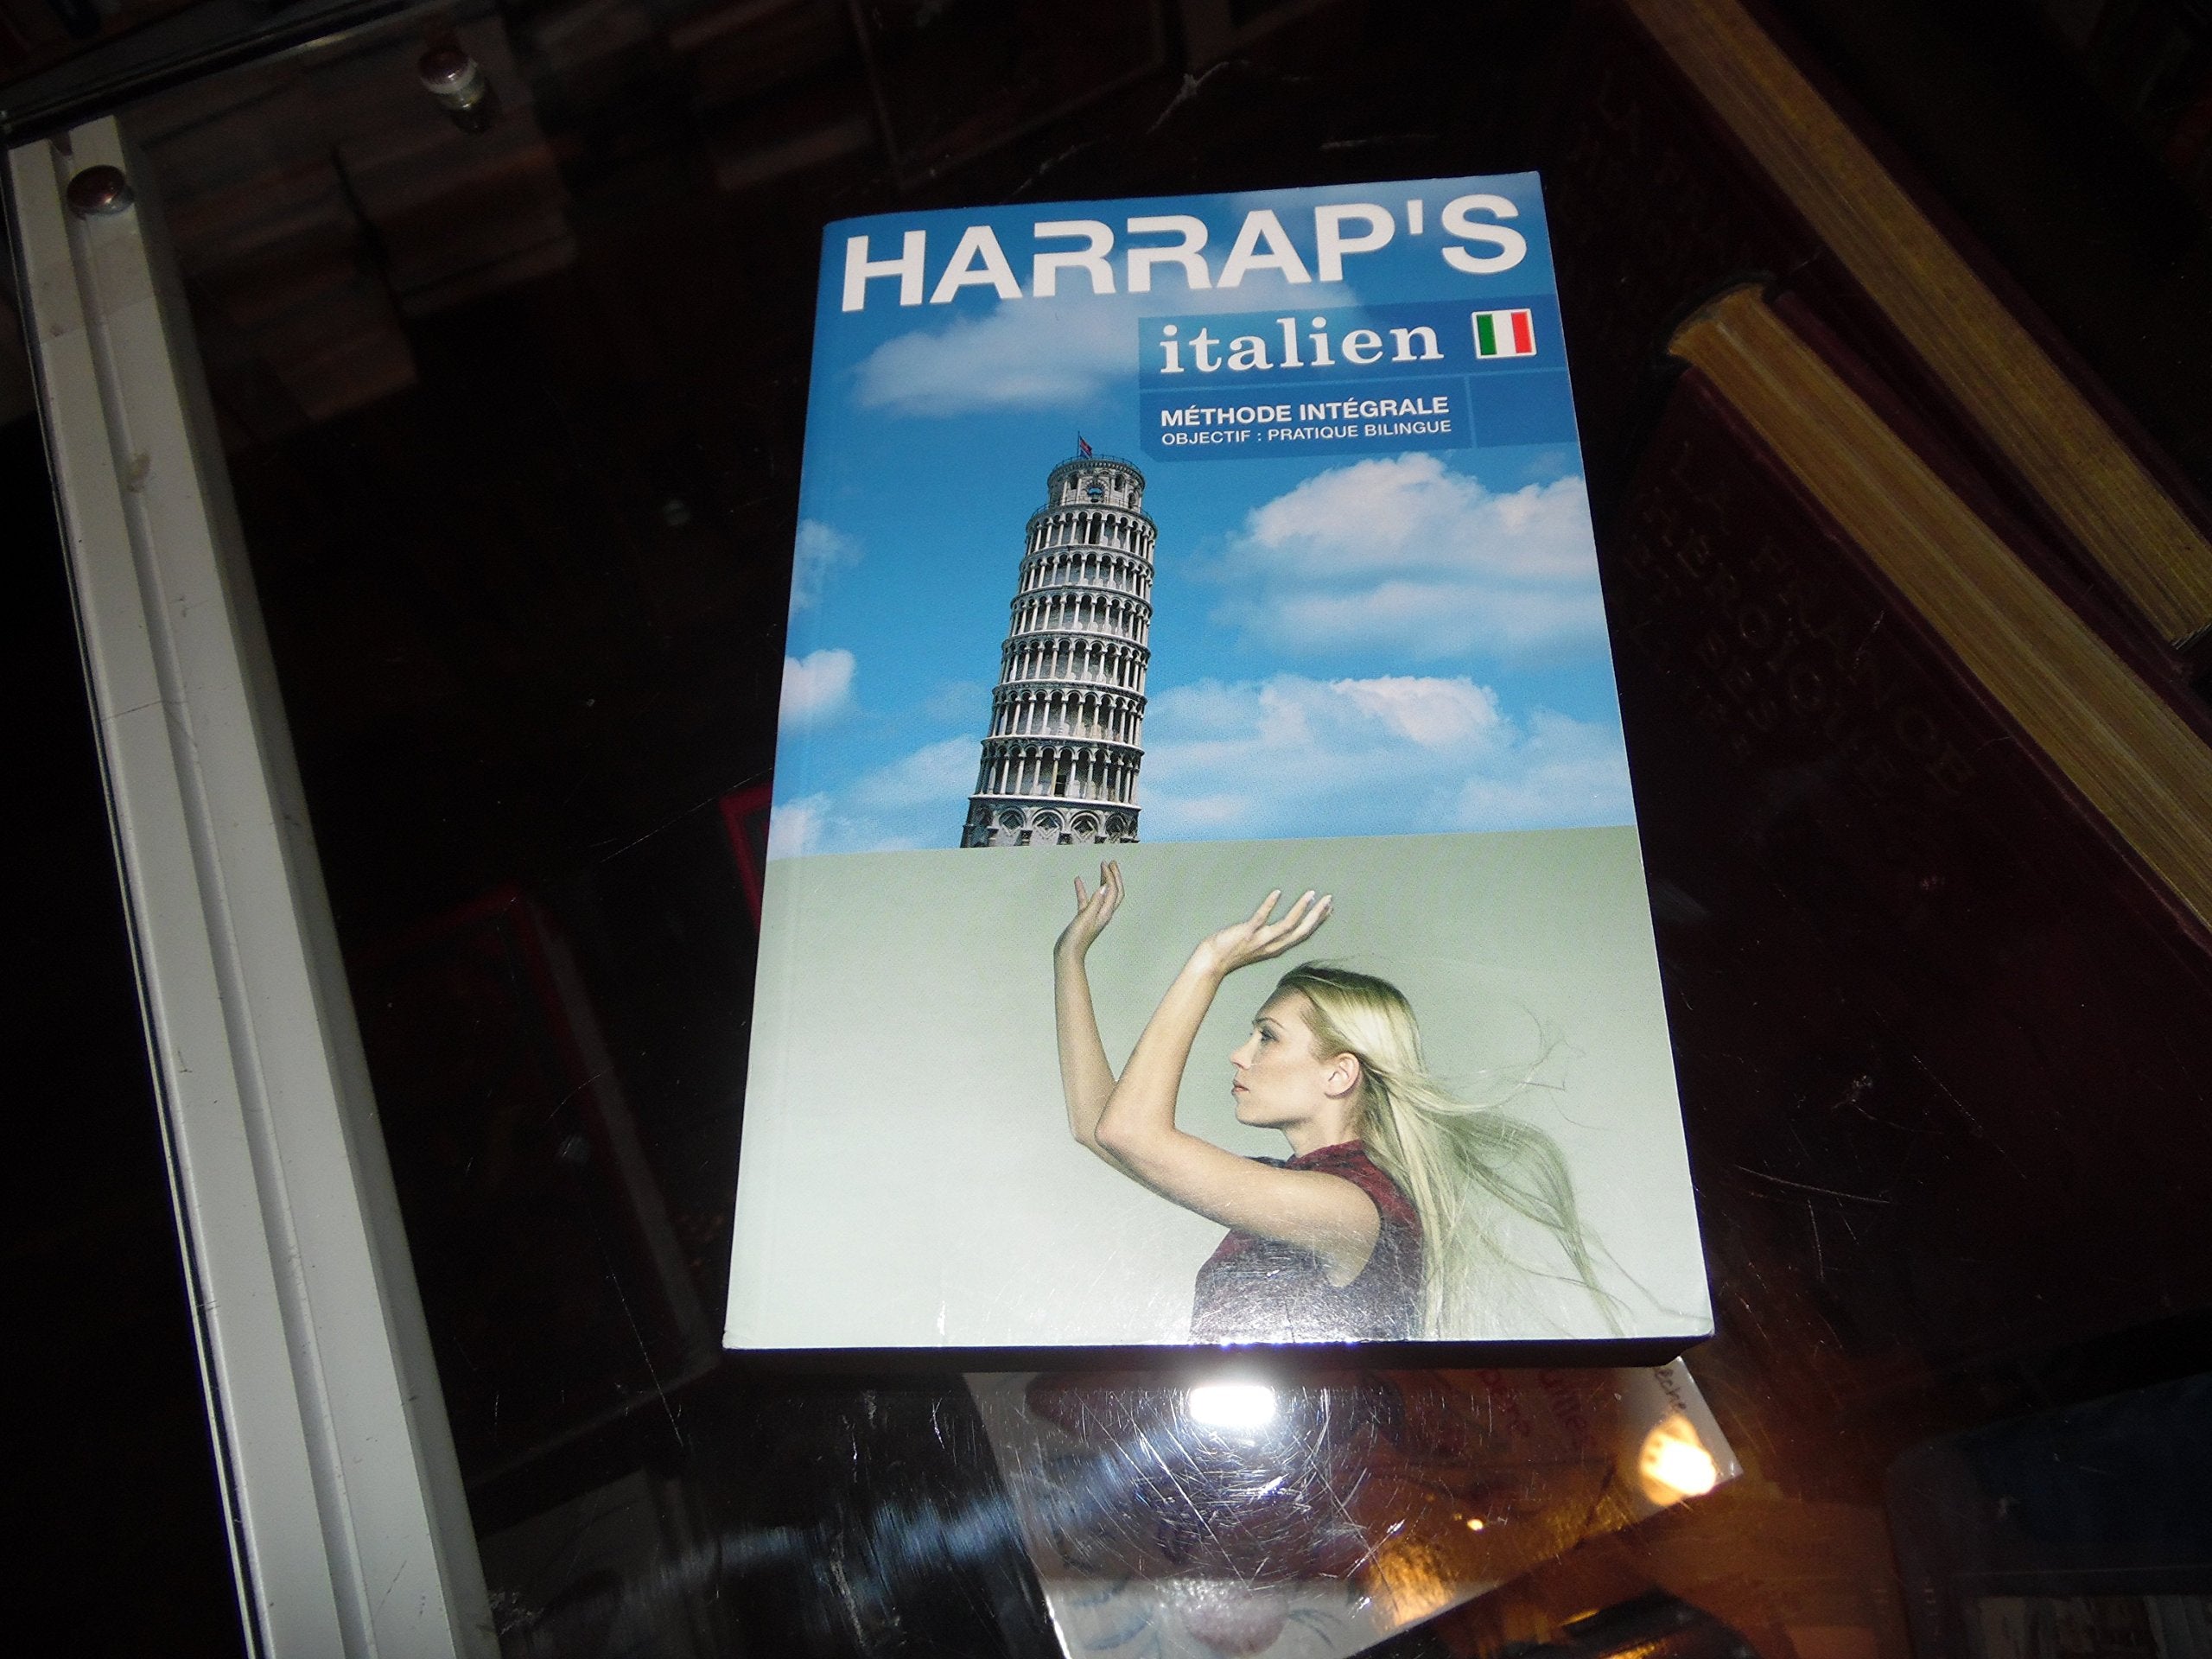 HARRAP'S
italien
MÉTHODE INTÉGRALE
OBJECTIF : PRATIQUE BILINGUE